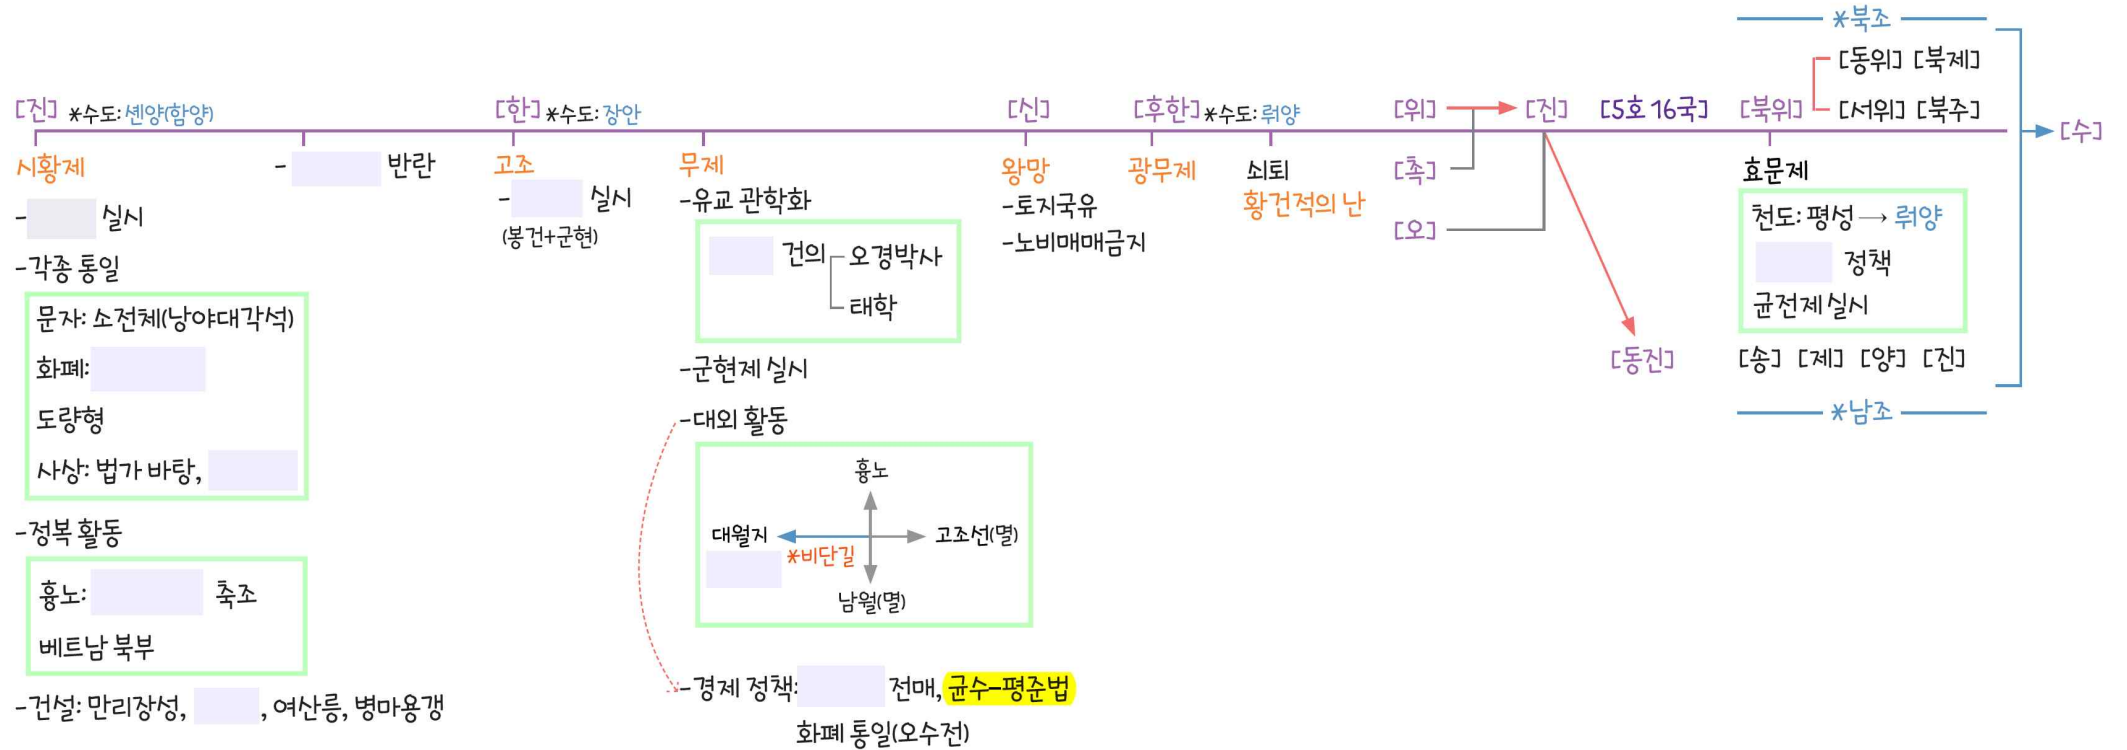 [진] *수도: 셴양(함양)
시황제
- 실시
-각종 통일
문자: 소전체(낭야대각석)
화폐:
도량형
사상: 법가 바탕,
-정복 활동
흉노: 축조
베트남 북부
-건설: 만리장성, , 여산릉, 병마용갱
- 반란
[한] *수도: 장안
고조
- 실시
(봉건+군현)
무제
-유교 관학화
건의 오경박사
태학
-군현제 실시
-대외 활동
흉노
대월지 고조선(멸)
*비단길
남월(멸)
-경제 정책: 전매, 균수-평준법
화폐 통일(오수전)
[신]
왕망
-토지국유
-노비매매금지
[후한] *수도: 뤄양
광무제
쇠퇴
황건적의 난
[위]
[촉]
[오]
[진]
[동진]
[5호 16국]
*북조
[동위] [북제]
[북위] [서위] [북주]
효문제
천도: 평성 → 뤄양
정책
균전제 실시
[송] [제] [양] [진]
*남조
[수]